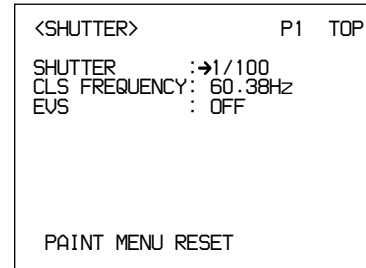 <SHUTTER> P1 TOP
SHUTTER :→1/100
CLS FREQUENCY: 60.38Hz
EVS : OFF
PAINT MENU RESET